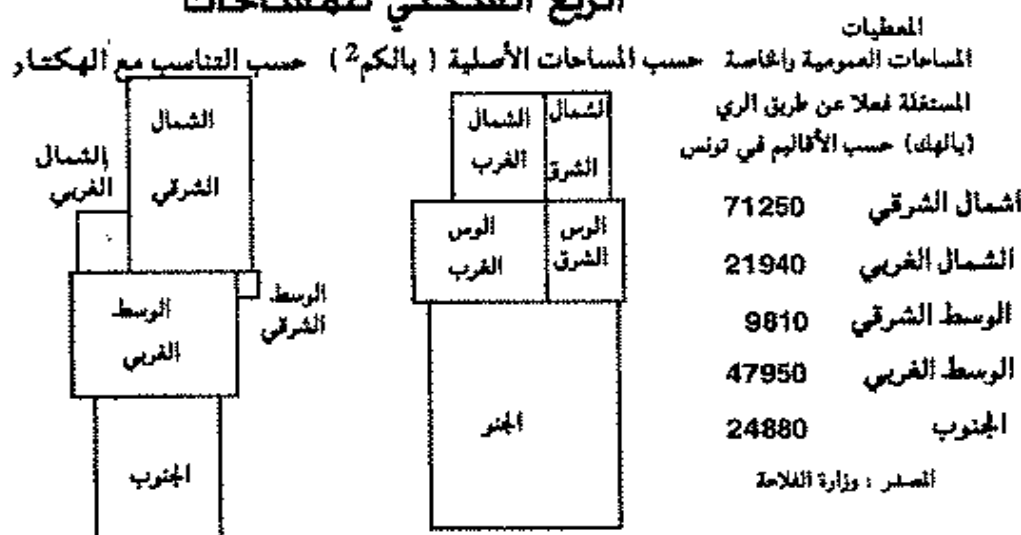 المعطيات
المساحات العمومية والخاصة
المستغلة فعلا عن طريق الري
(بالهك) حسب الأقاليم في تونس
أشمال الشرقي 71250
الشمال الغربي 21940
الوسط الشرقي 9810
الوسط الغربي 47950
الجنوب 24880
المصدر : وزارة الفلاحة
حسب المساحات الأصلية ( بالكم2 )
الشمال
الغرب
الشمال
الشرق
الوس
الغرب
الوس
الشرق
الجنو
حسب التناسب مع الهكتار
الشمال
الشرقي
الشمال
الغربي
الوسط
الغربي
الوسط
الشرقي
الجنوب